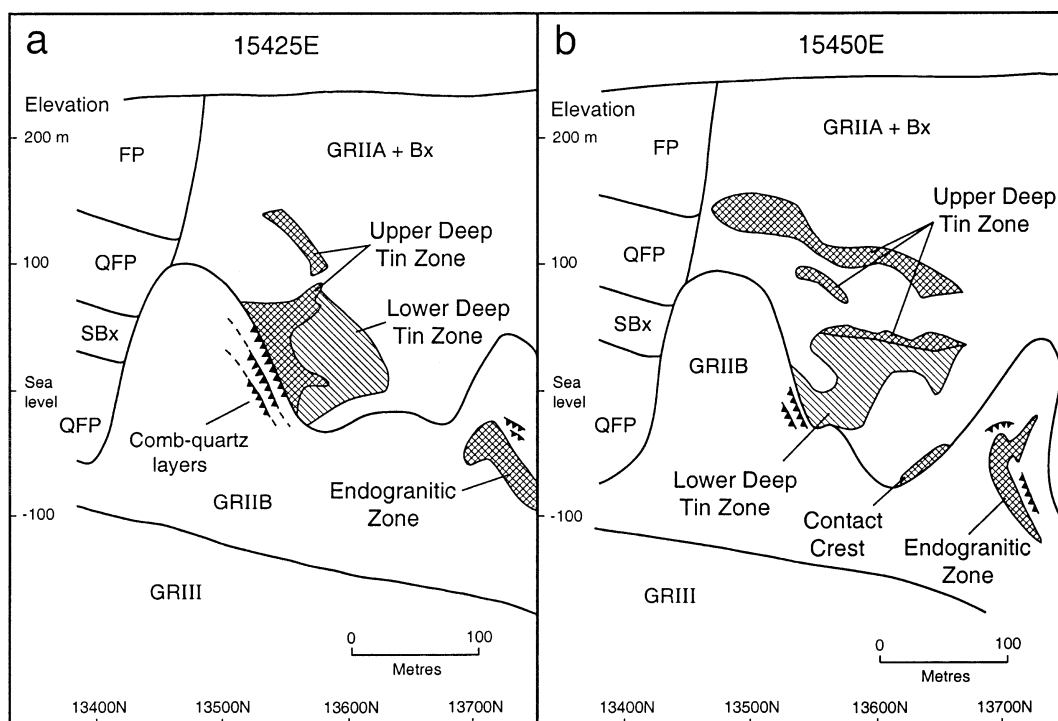 a
15425E
Elevation
200 m
FP
GRIIA + Bx
Upper Deep
Tin Zone
QFP
100
Lower Deep
Tin Zone
SBx
Sea
level
QFP
Comb-quartz
layers
GRIIB
Endogranitic
Zone
-100
GRIII
0
100
Metres
13400N
13500N
13600N
13700N
b
15450E
Elevation
200 m
FP
GRIIA + Bx
Upper Deep
Tin Zone
QFP
100
SBx
GRIIB
Sea
level
QFP
Lower Deep
Tin Zone
Contact
Crest
Endogranitic
Zone
-100
GRIII
0
100
Metres
13400N
13500N
13600N
13700N